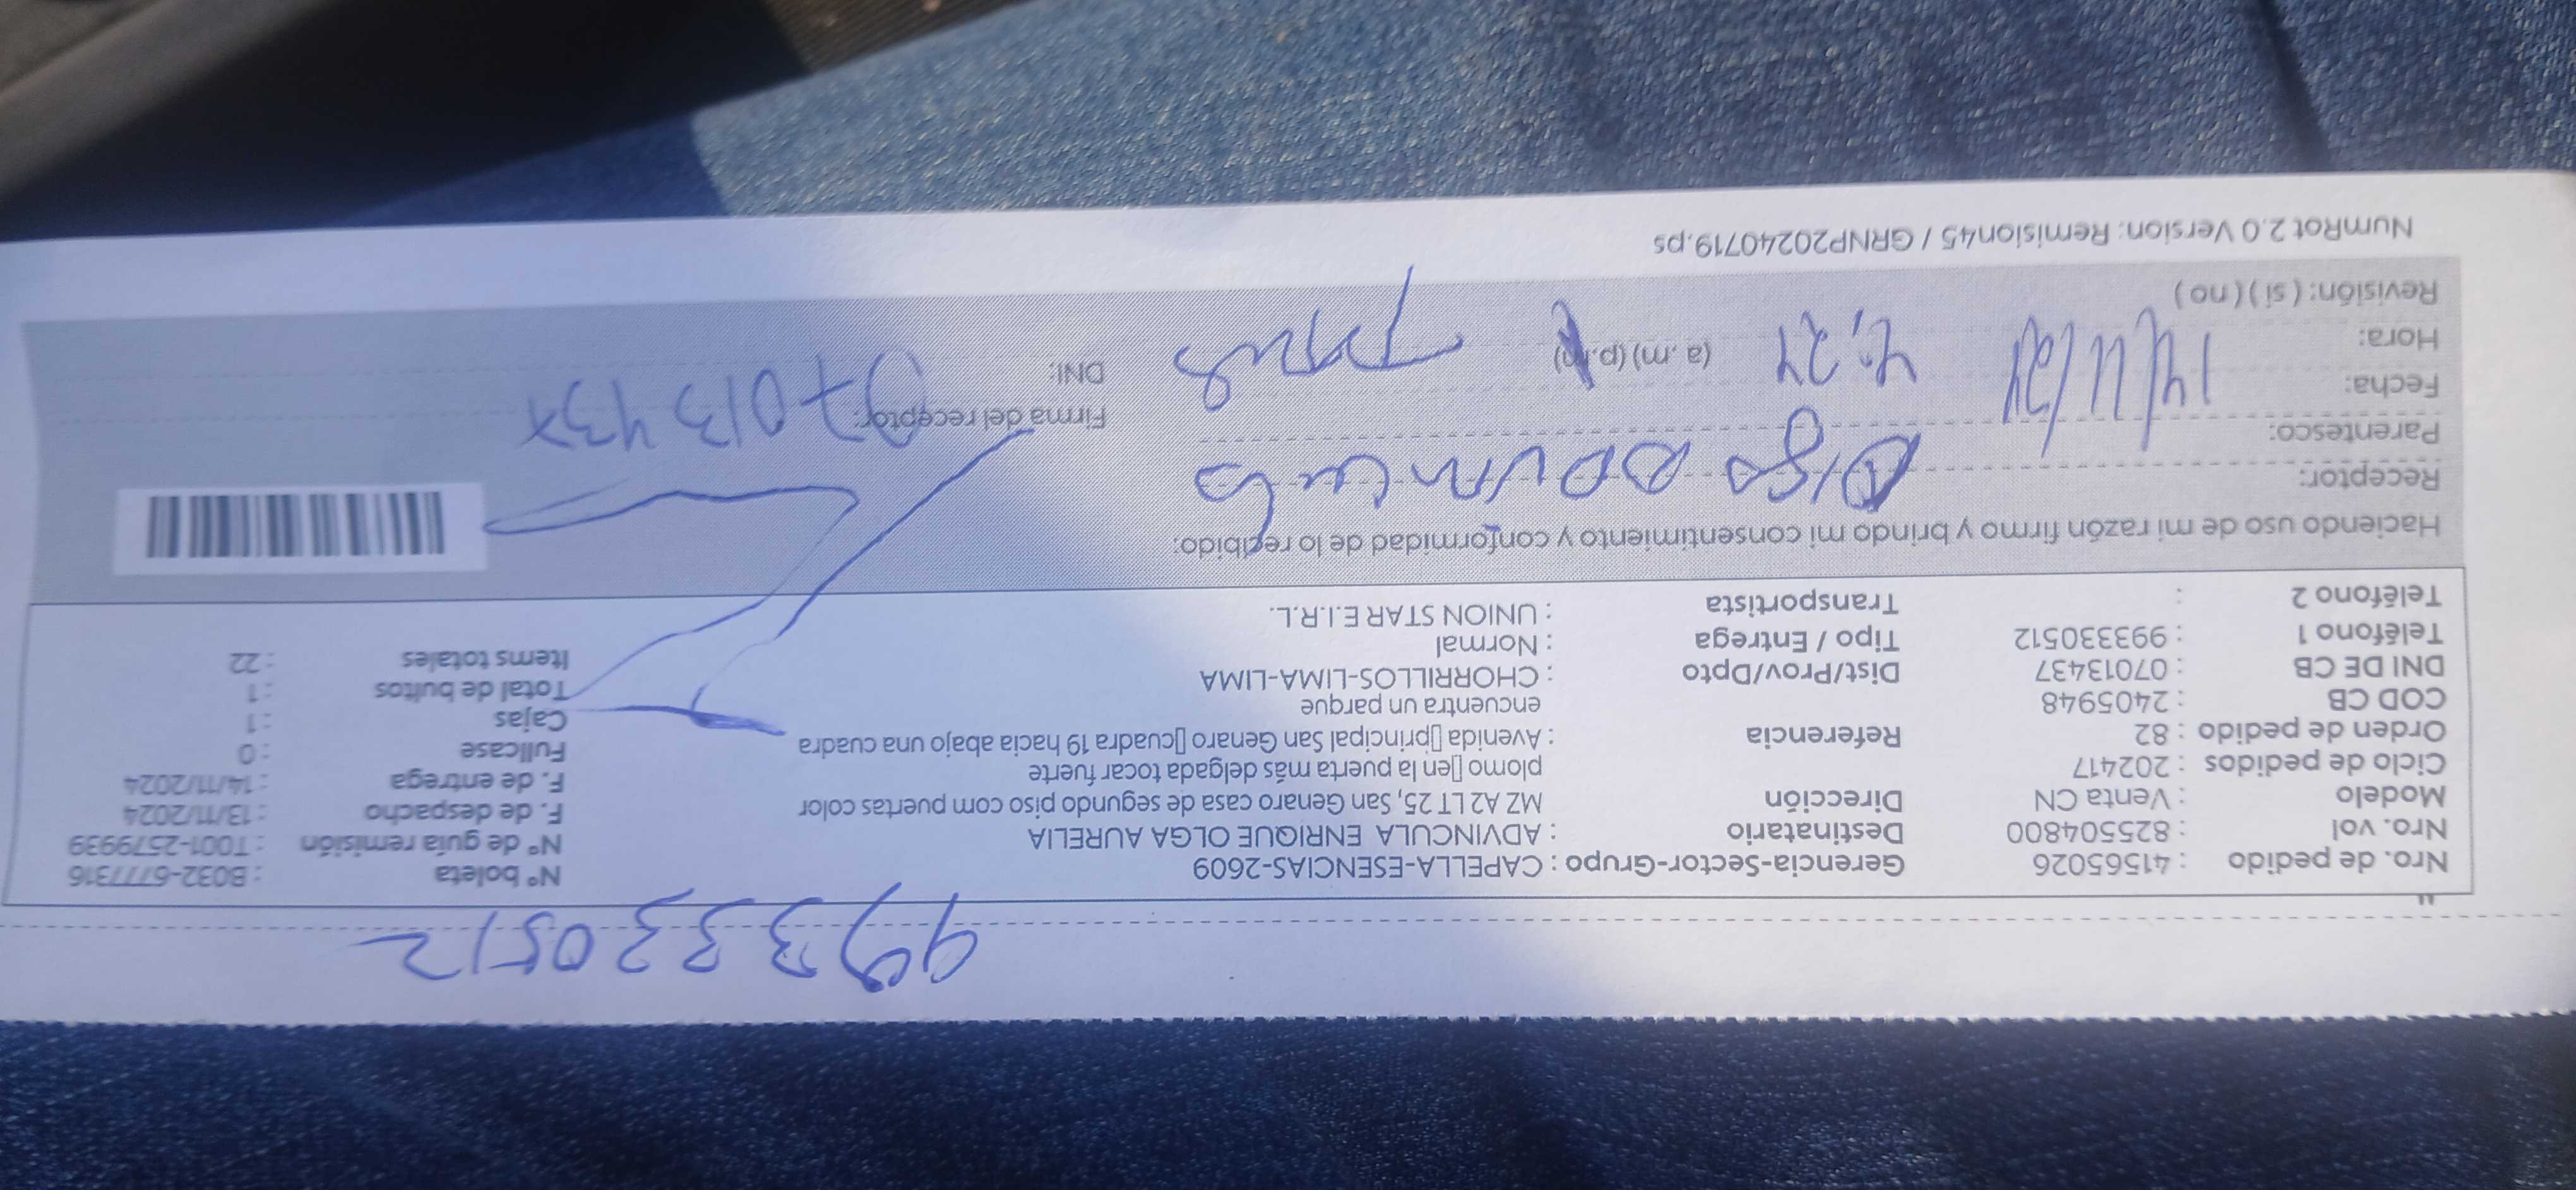 993330512
Nro. de pedido : 41565026 Gerencia-Sector-Grupo : CAPELLA-ESENCIAS-2609 N° boleta : B032-6777316
Nro. vol : 825504800 Destinatario : ADVINCULA ENRIQUE OLGA AURELIA N° de guía remisión : T001-2579939
Modelo : Venta CN Dirección MZ A2 LT 25, San Genaro casa de segundo piso com puertas color F. de despacho : 13/11/2024
Ciclo de pedidos : 202417 plomo □en la puerta más delgada tocar fuerte F. de entrega : 14/11/2024
Orden de pedido : 82 Referencia : Avenida □principal San Genaro □cuadra 19 hacia abajo una cuadra Fullcase : 0
COD CB : 2405948 encuentra un parque Cajas : 1
DNI DE CB : 07013437 Dist/Prov/Dpto : CHORRILLOS-LIMA-LIMA Total de bultos : 1
Teléfono 1 : 993330512 Tipo / Entrega : Normal Items totales : 22
Teléfono 2 : Transportista : UNION STAR E.I.R.L.
Haciendo uso de mi razón firmo y brindo mi consentimiento y conformidad de lo recibido:
Receptor:
Parentesco: Firma del receptor:
Fecha: 14/11/24 DNI: 07013437
Hora: 4:24 (a .m) (p.m)
Revisión: ( si ) ( no )
NumRot 2.0 Version: Remision45 / GRNP20240719.ps